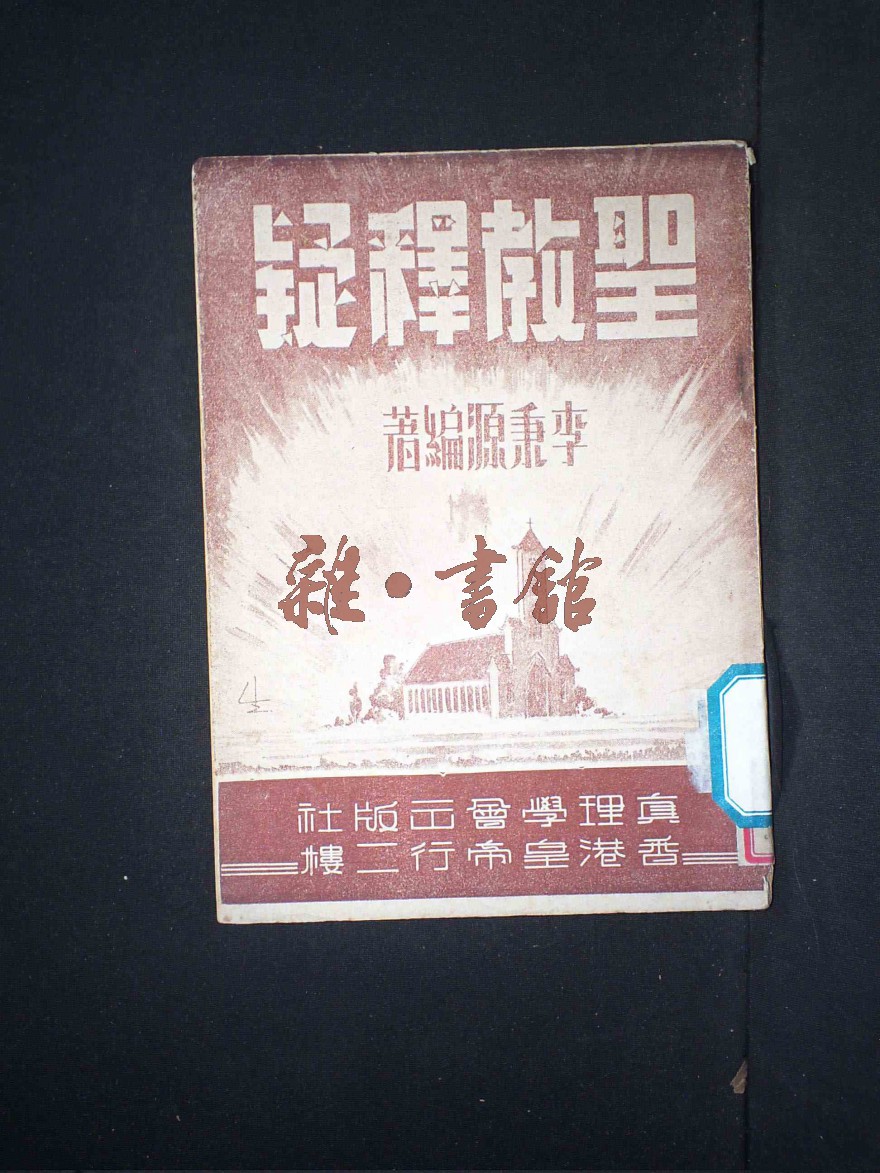 聖教釋疑
李秉源編著
雜·書館
真理學會出版社
香港皇帝行二樓